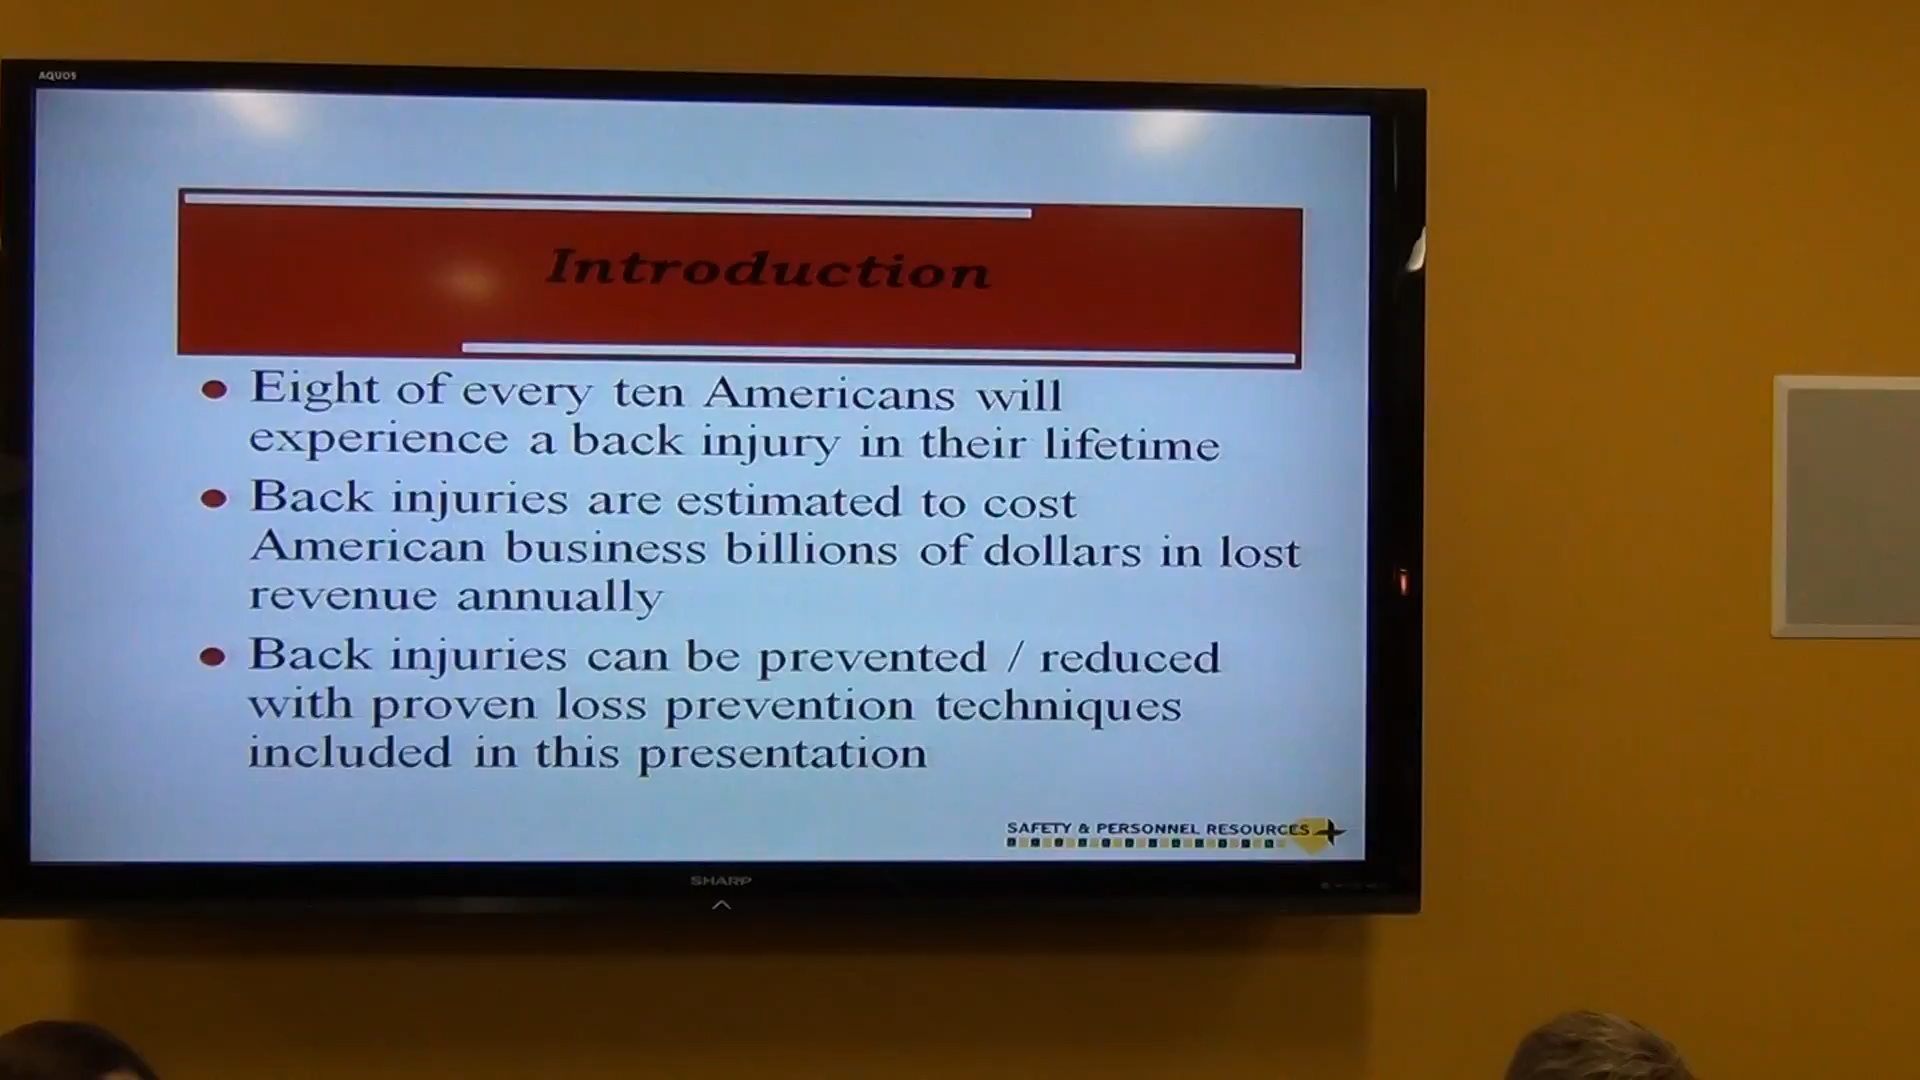 AQUOS
Introduction
Eight of every ten Americans will
experience a back injury in their lifetime
Back injuries are estimated to cost
American business billions of dollars in lost
revenue annually
Back injuries can be prevented / reduced
with proven loss prevention techniques
included in this presentation
SAFETY & PERSONNEL RESOURCES
SHARP